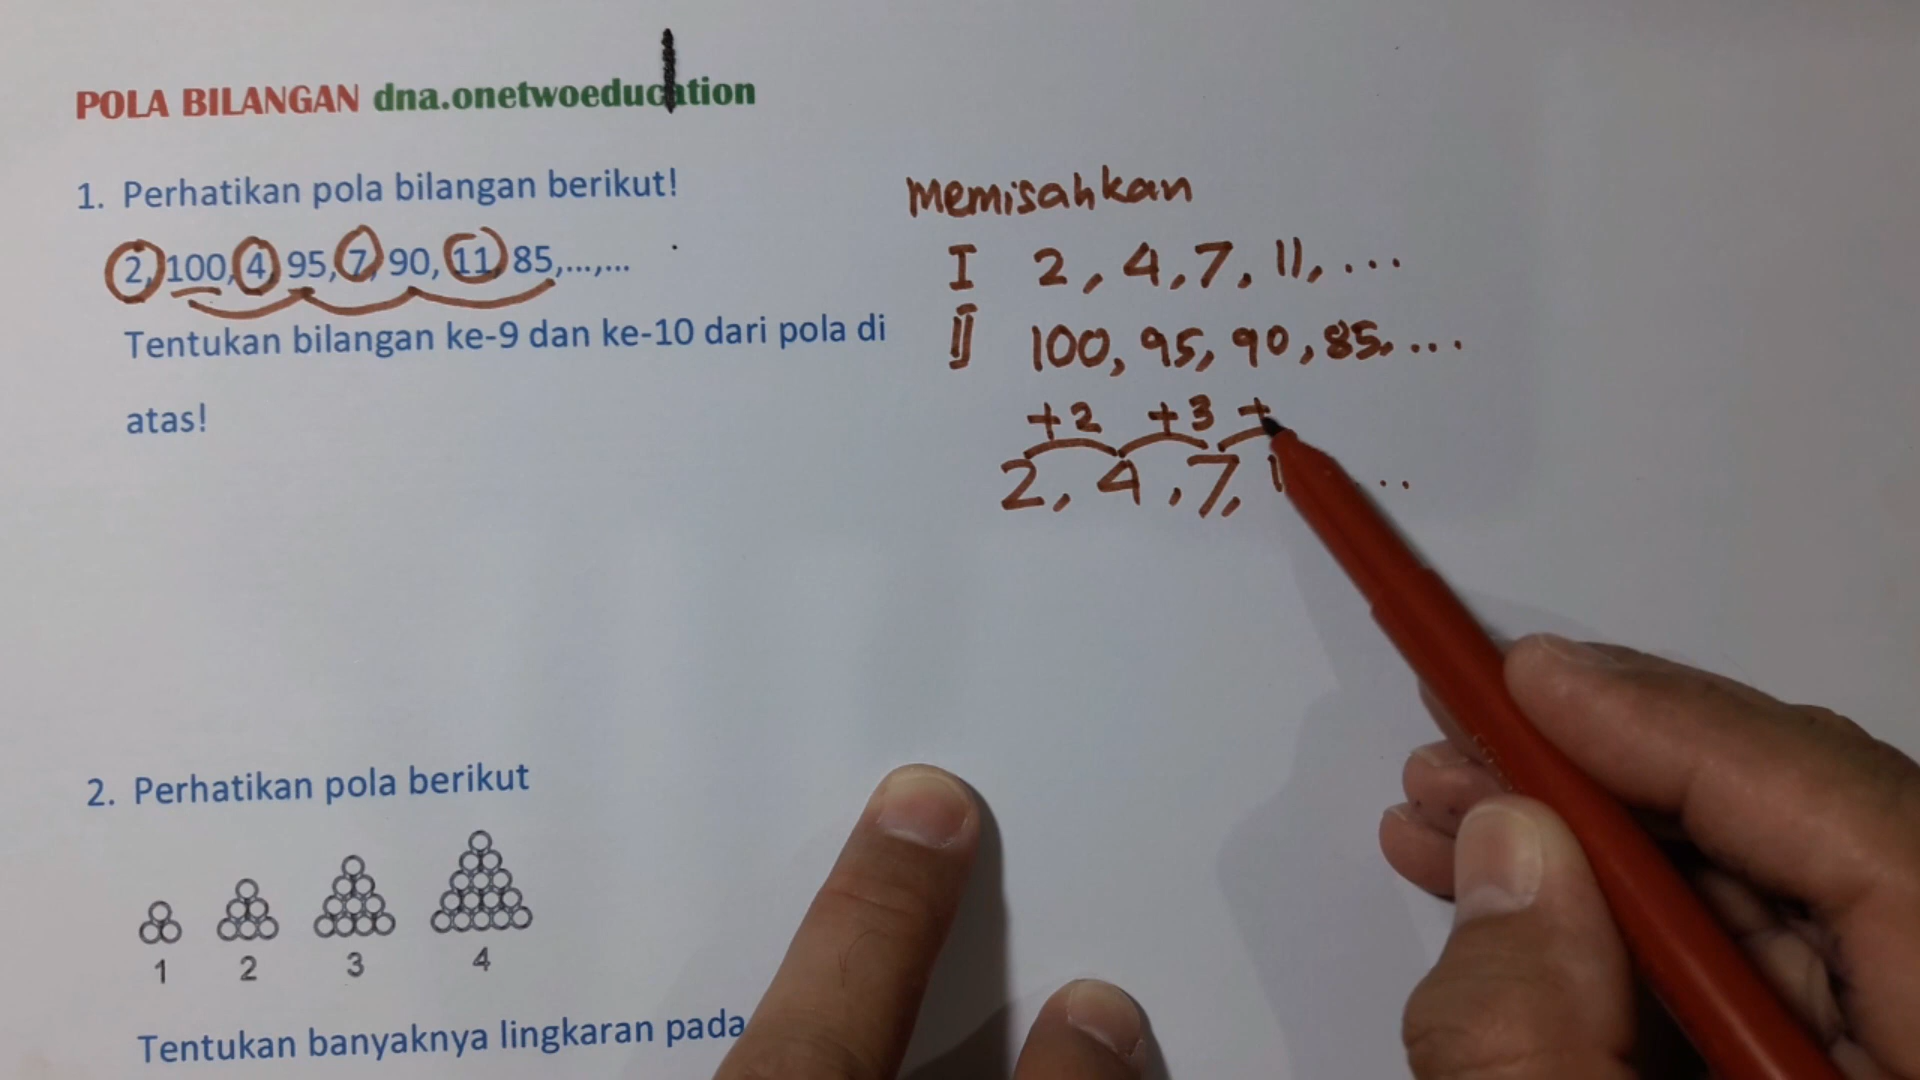 POLA BILANGAN dna.onetwoeducation
1. Perhatikan pola bilangan berikut!
2, 100, 4, 95, 7, 90, 11, 85,...,...
Tentukan bilangan ke-9 dan ke-10 dari pola di
atas!
2. Perhatikan pola berikut
1 2 3 4
Tentukan banyaknya lingkaran pada
Memisahkan
I 2, 4, 7, 11, ...
II 100, 95, 90, 85, ...
+2 +3 +
2, 4, 7, 1 ..